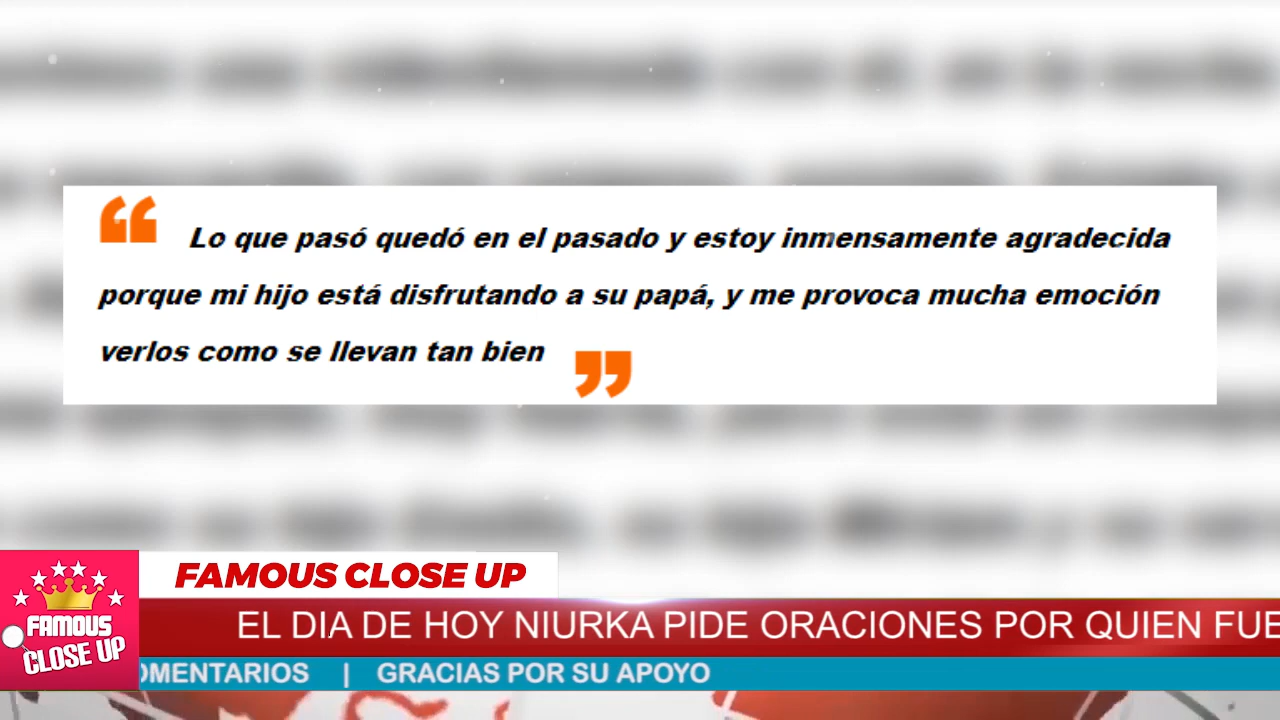 “ Lo que pasó quedó en el pasado y estoy inmensamente agradecida
porque mi hijo está disfrutando a su papá, y me provoca mucha emoción
verlos como se llevan tan bien ”
FAMOUS CLOSE UP
FAMOUS
CLOSE UP
EL DIA DE HOY NIURKA PIDE ORACIONES POR QUIEN FUE
OMENTARIOS | GRACIAS POR SU APOYO